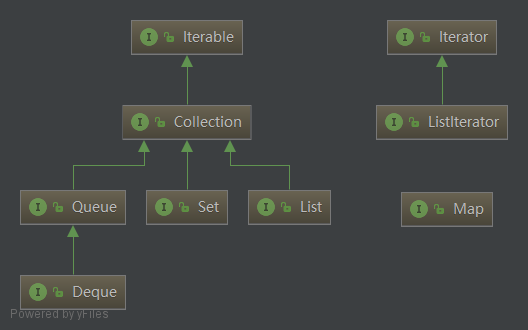 I Iterable
I Iterator
I Collection
I ListIterator
I Queue
I Set
I List
I Map
I Deque
Powered by yFiles